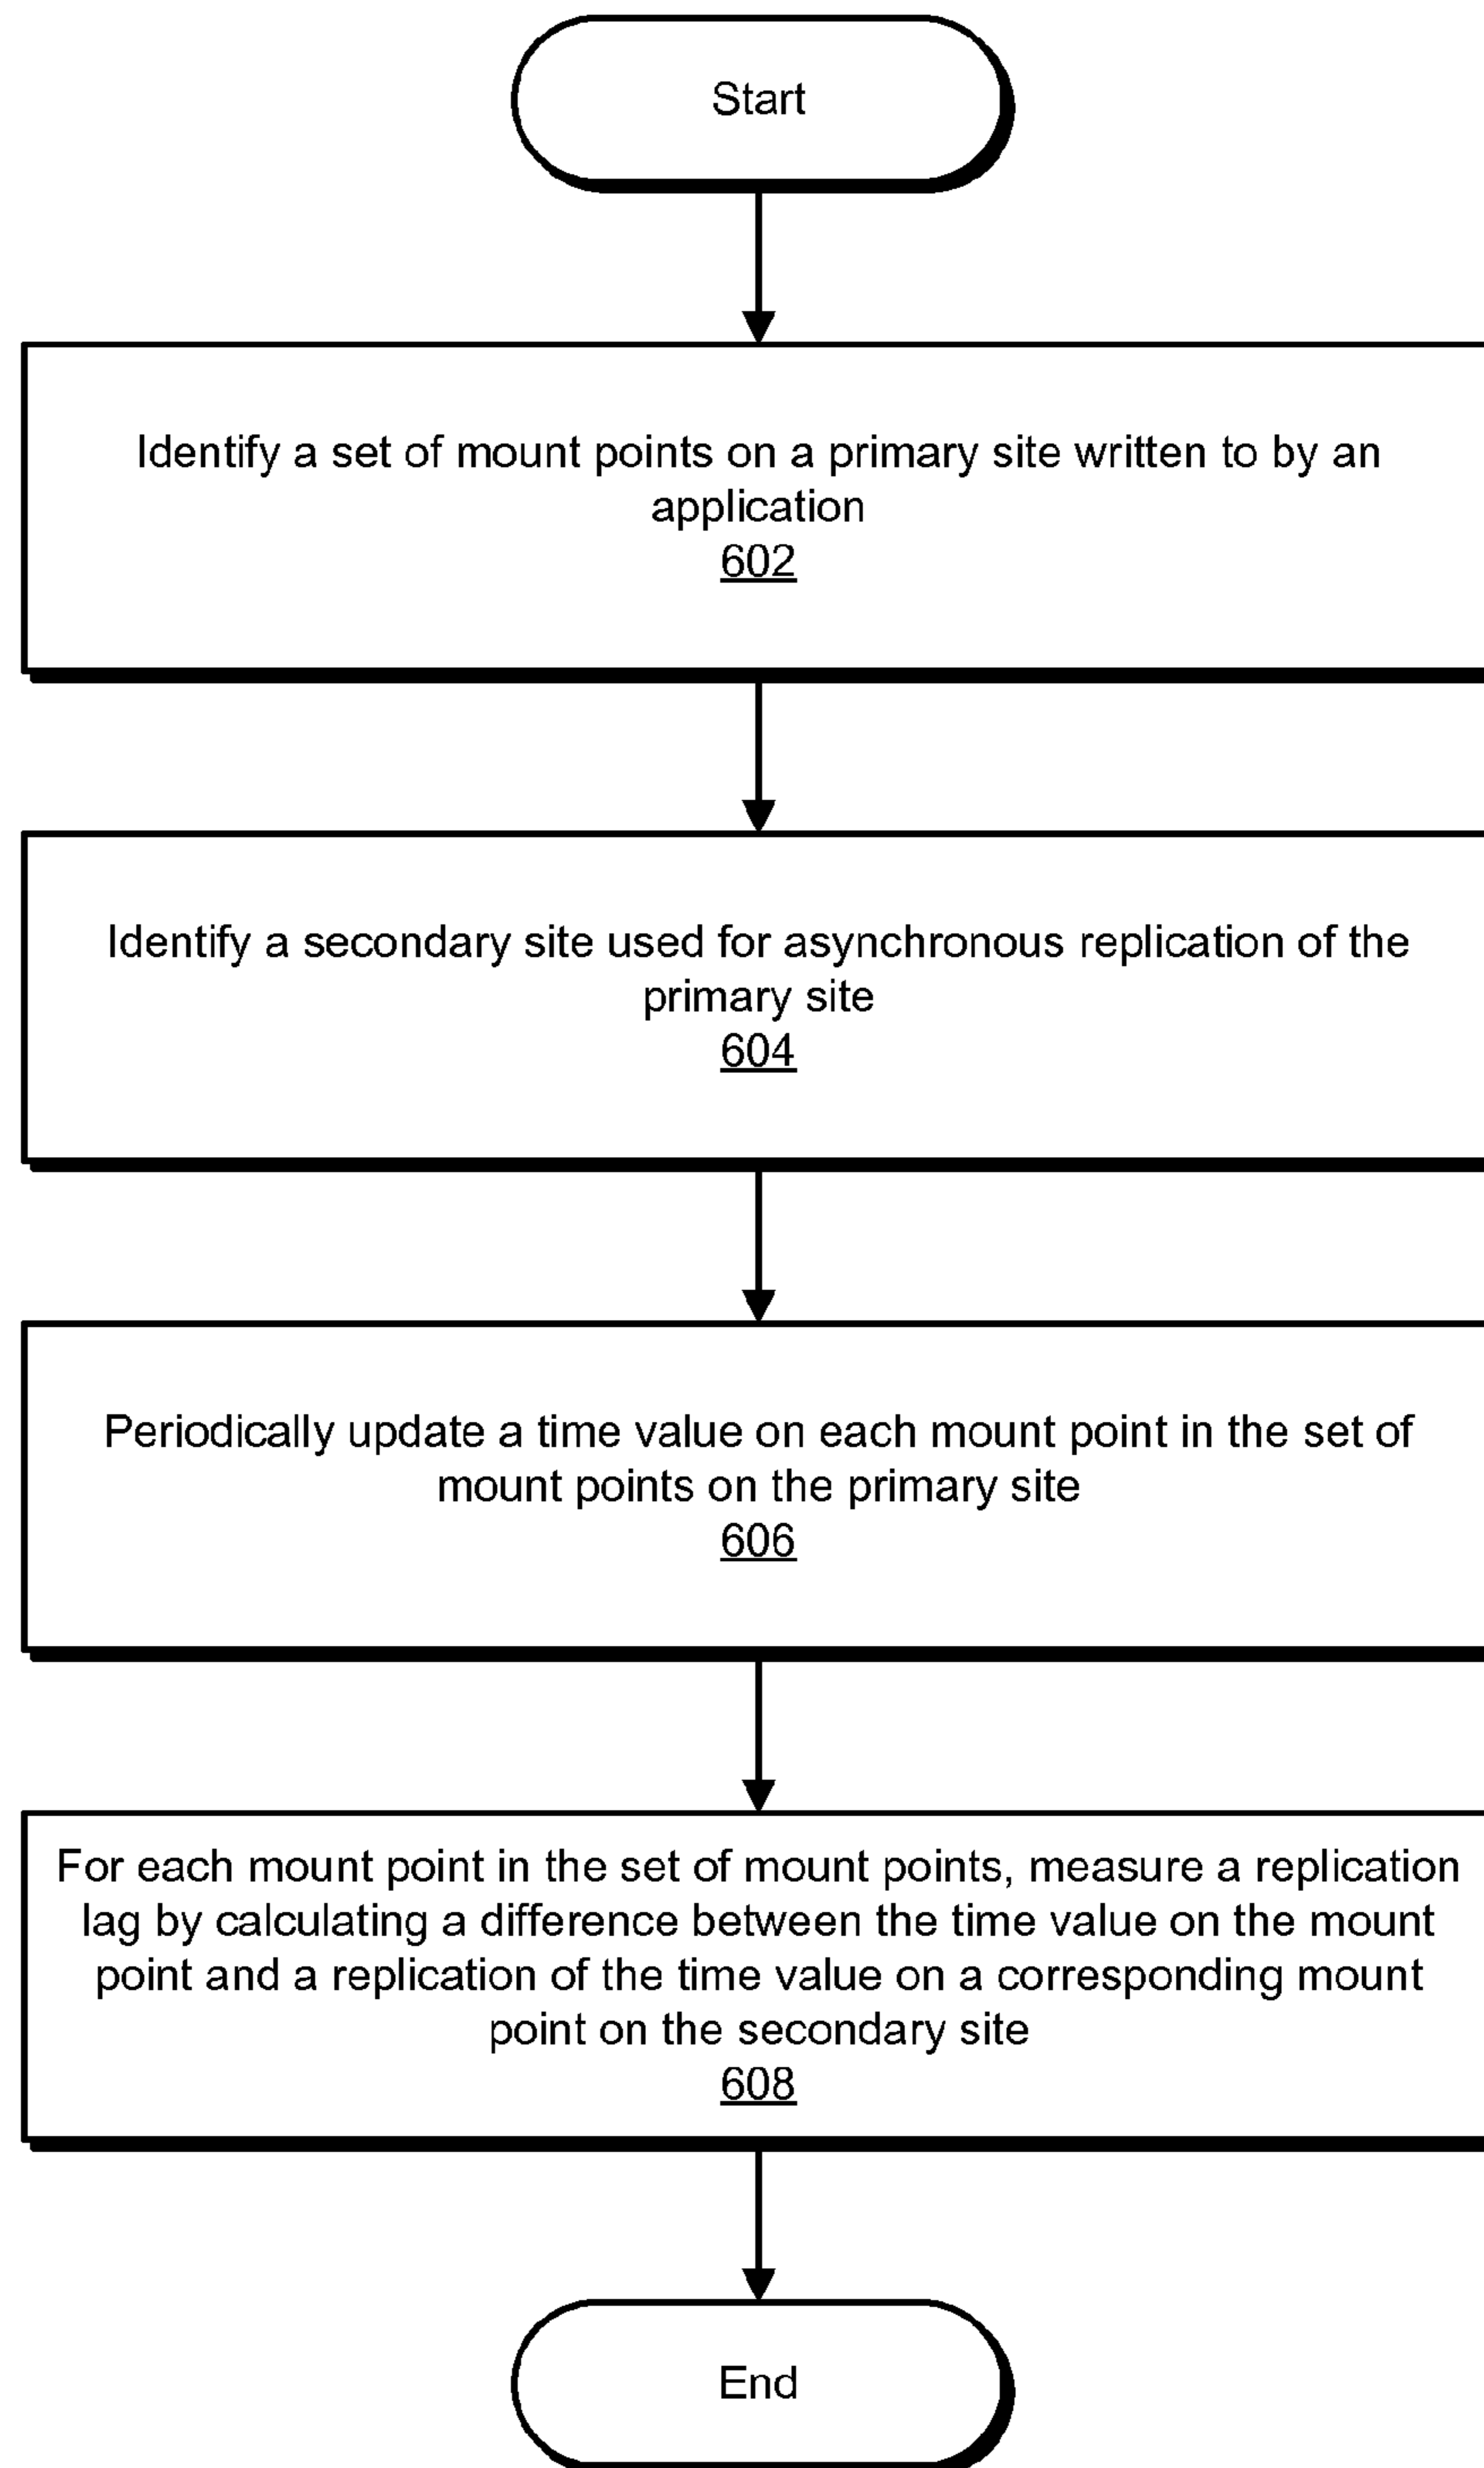 Start
Identify a set of mount points on a primary site written to by an
application
602
Identify a secondary site used for asynchronous replication of the
primary site
604
Periodically update a time value on each mount point in the set of
mount points on the primary site
606
For each mount point in the set of mount points, measure a replication
lag by calculating a difference between the time value on the mount
point and a replication of the time value on a corresponding mount
point on the secondary site
608
End